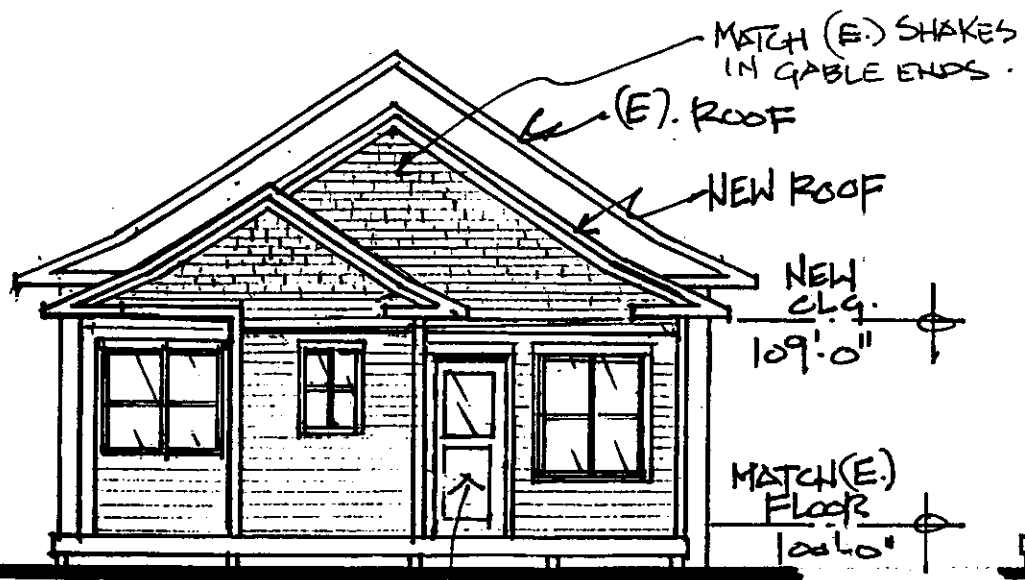 MATCH (E.) SHAKES
IN GABLE ENDS.
(E). ROOF
NEW ROOF
NEW
CLG.
109'-0"
MATCH (E.)
FLOOR
100'-0"